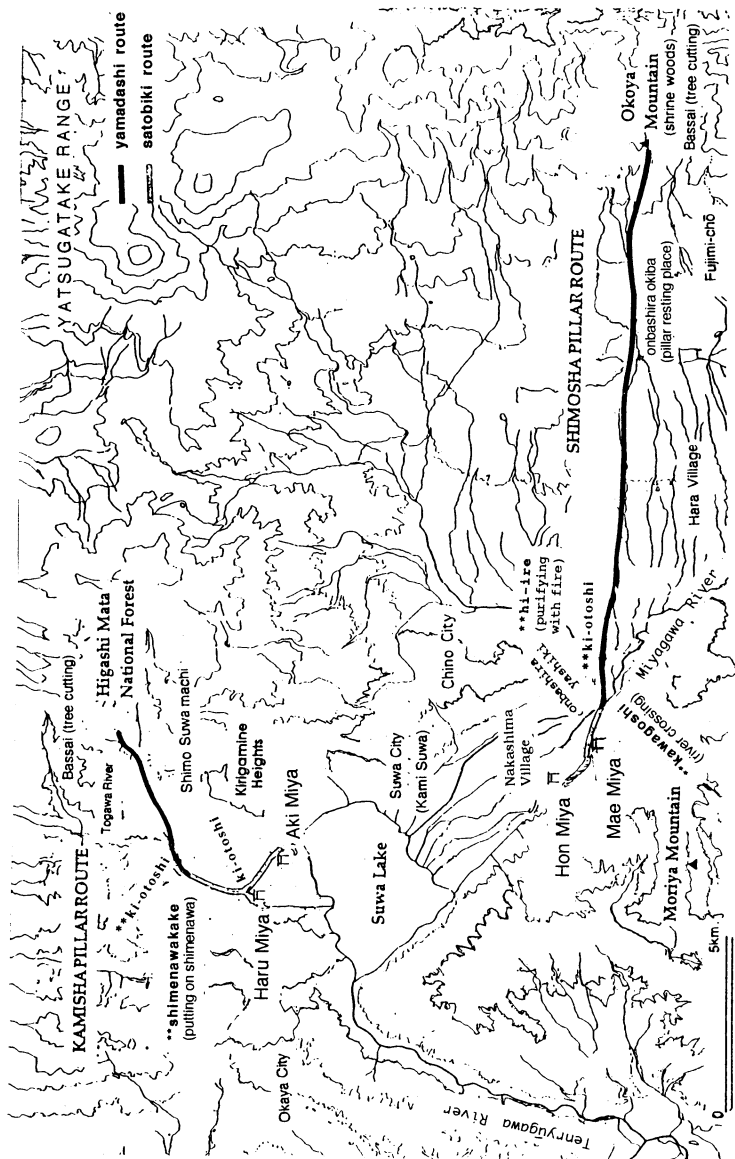 YATSUGATAKE RANGE
yamadashi route
satobiki route
KAMISHA PILLAR ROUTE
Bassai (tree cutting)
Togawa River
Higashi Mata
National Forest
**ki-otoshi
**shimenawakake
(putting on shimenawa)
Shimo Suwa machi
ki-otoshi
Kirigamine
Heights
Haru Miya
Aki Miya
Okaya City
Suwa Lake
Suwa City
(Kami Suwa)
Chino City
Nakashima
Village
Tenryūgawa River
Hon Miya
Mae Miya
onbashira
yashiki
**hi-ire
(purifying
with fire)
**ki-otoshi
SHIMOSHA PILLAR ROUTE
Okoya
Mountain
(shrine woods)
Bassai (tree cutting)
onbashira okiba
(pillar resting place)
Fujimi-chō
Hara Village
Miyagawa River
**kawagoshi
(river crossing)
Moriya Mountain
0
5km.